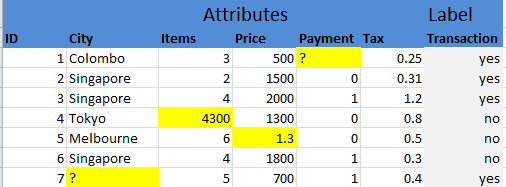 Attributes Label
ID City Items Price Payment Tax Transaction
1 Colombo 3 500 ? 0.25 yes
2 Singapore 2 1500 0 0.31 yes
3 Singapore 4 2000 1 1.2 yes
4 Tokyo 4300 1300 0 0.8 no
5 Melbourne 6 1.3 0 0.5 no
6 Singapore 4 1800 1 0.3 no
7 ? 5 700 1 0.4 yes